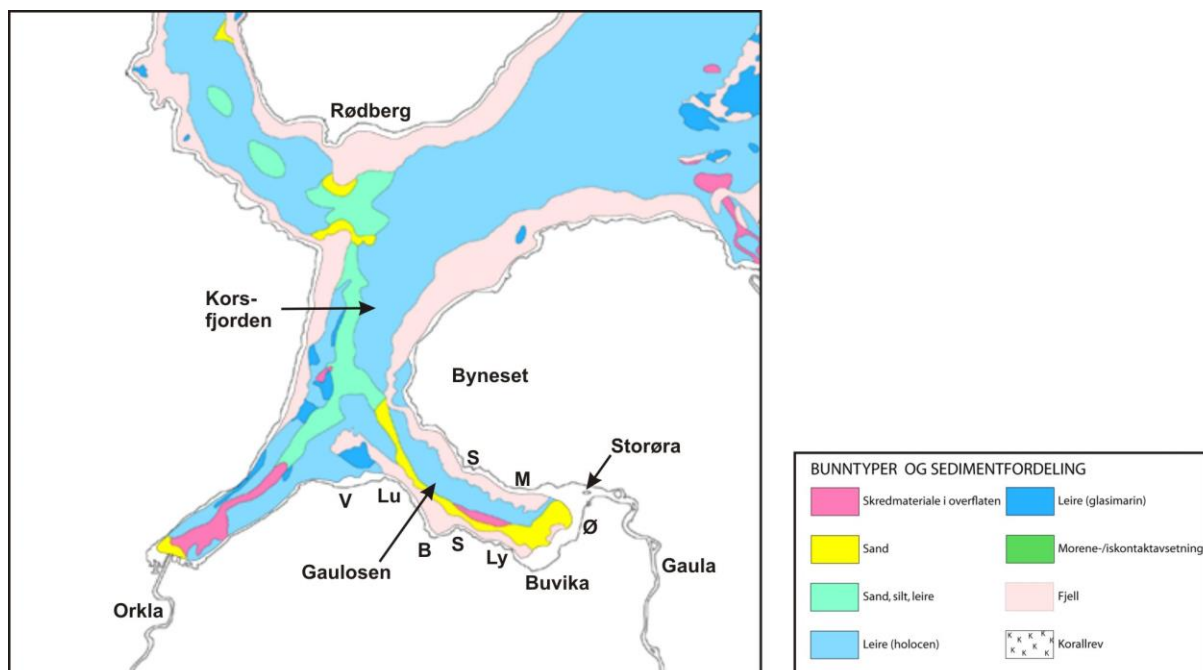 Rødberg
Kors-
fjorden
Byneset
Storøra
S
M
V
Lu
Ø
B
S
Ly
Gaulosen
Buvika
Gaula
Orkla
BUNNTYPER OG SEDIMENTFORDELING
Skredmateriale i overflaten
Sand
Sand, silt, leire
Leire (holocen)
Leire (glasimarin)
Morene-/iskontaktavsetning
Fjell
K K K K K K K K K K K
Korallrev